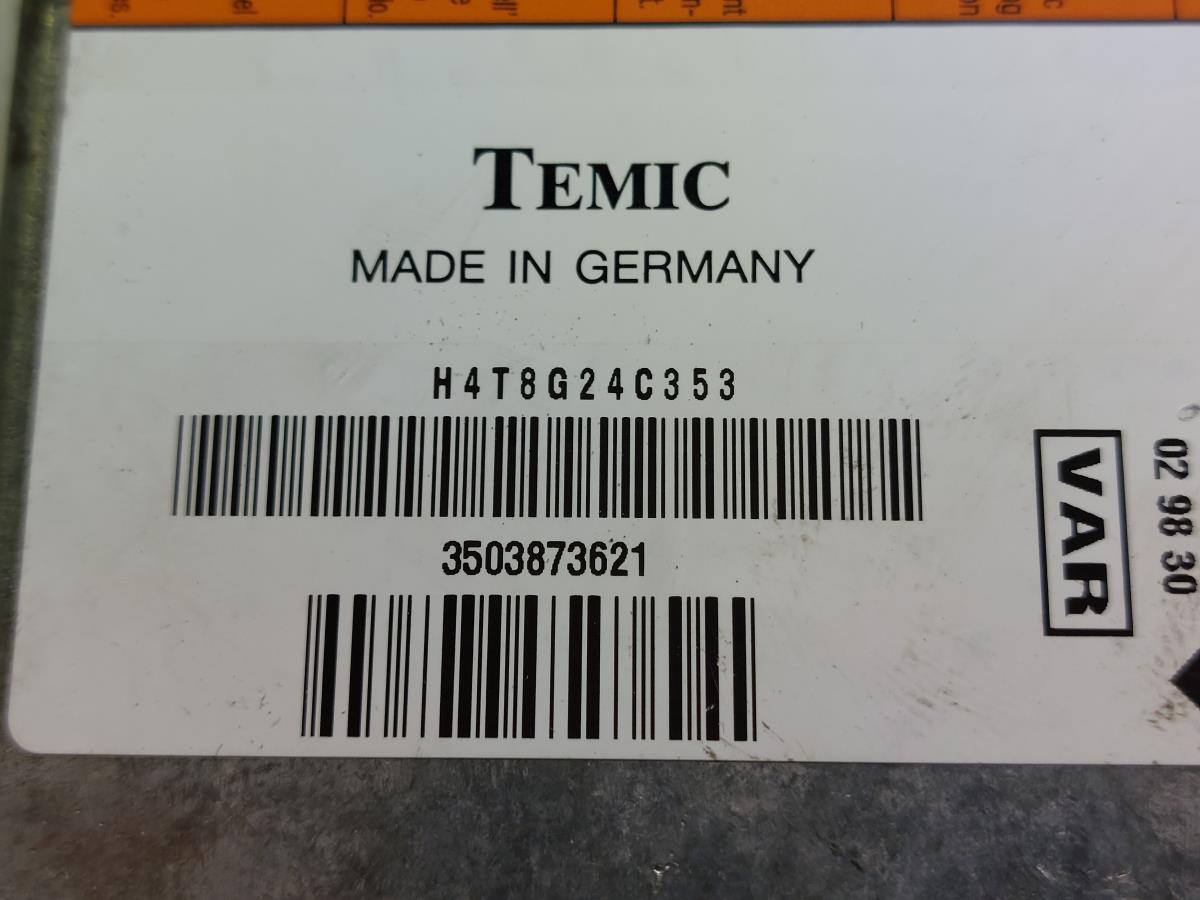 TEMIC
MADE IN GERMANY
H4T8G24C353
3503873621
VAR
02 98 30